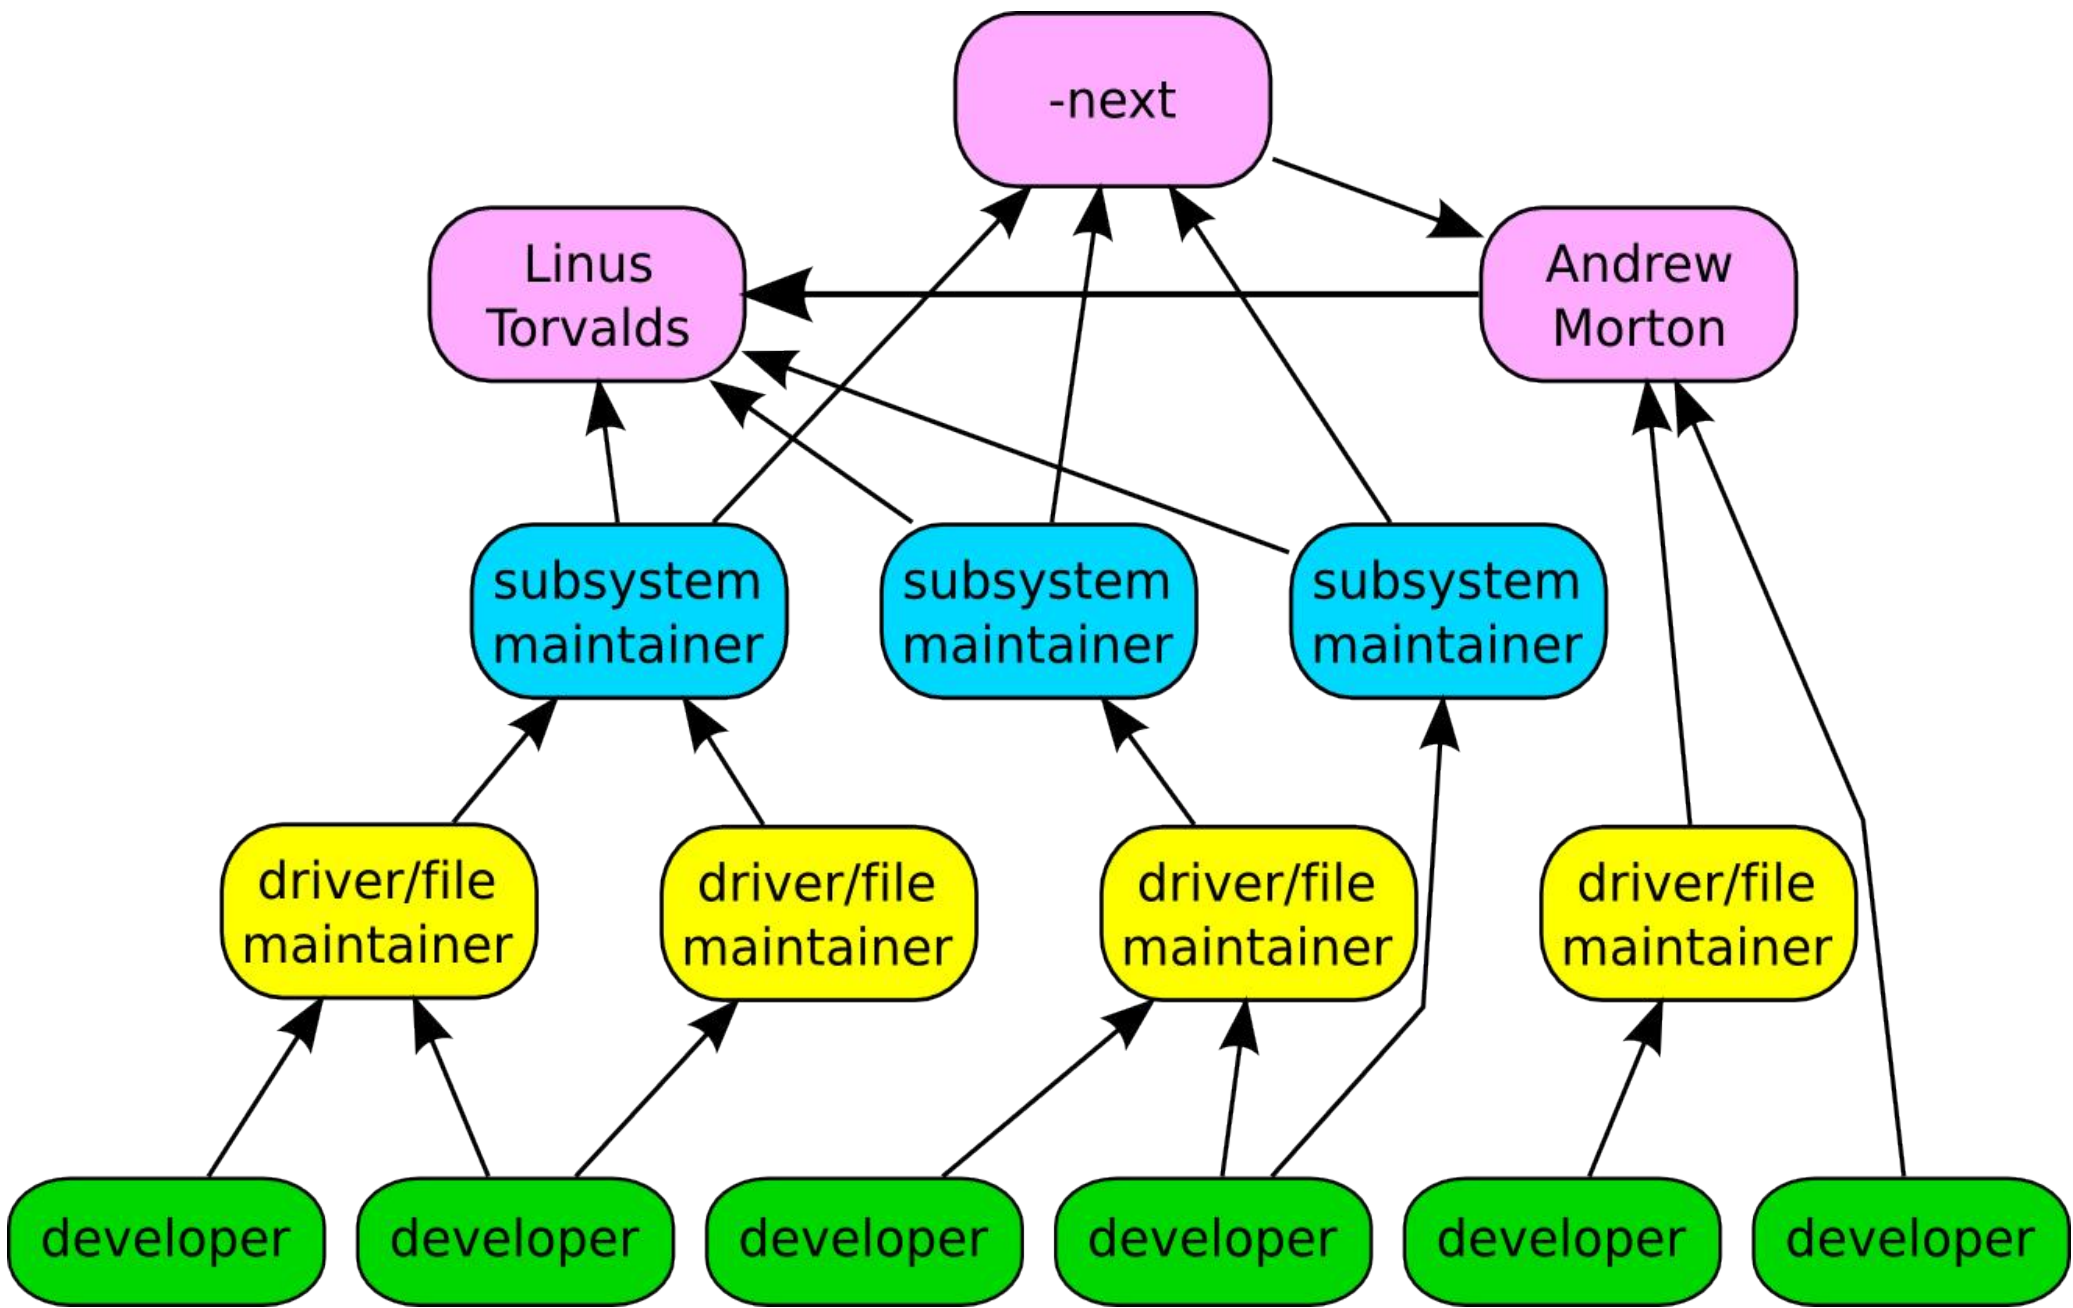 -next
Linus
Torvalds
Andrew
Morton
subsystem
maintainer
subsystem
maintainer
subsystem
maintainer
driver/file
maintainer
driver/file
maintainer
driver/file
maintainer
driver/file
maintainer
developer
developer
developer
developer
developer
developer